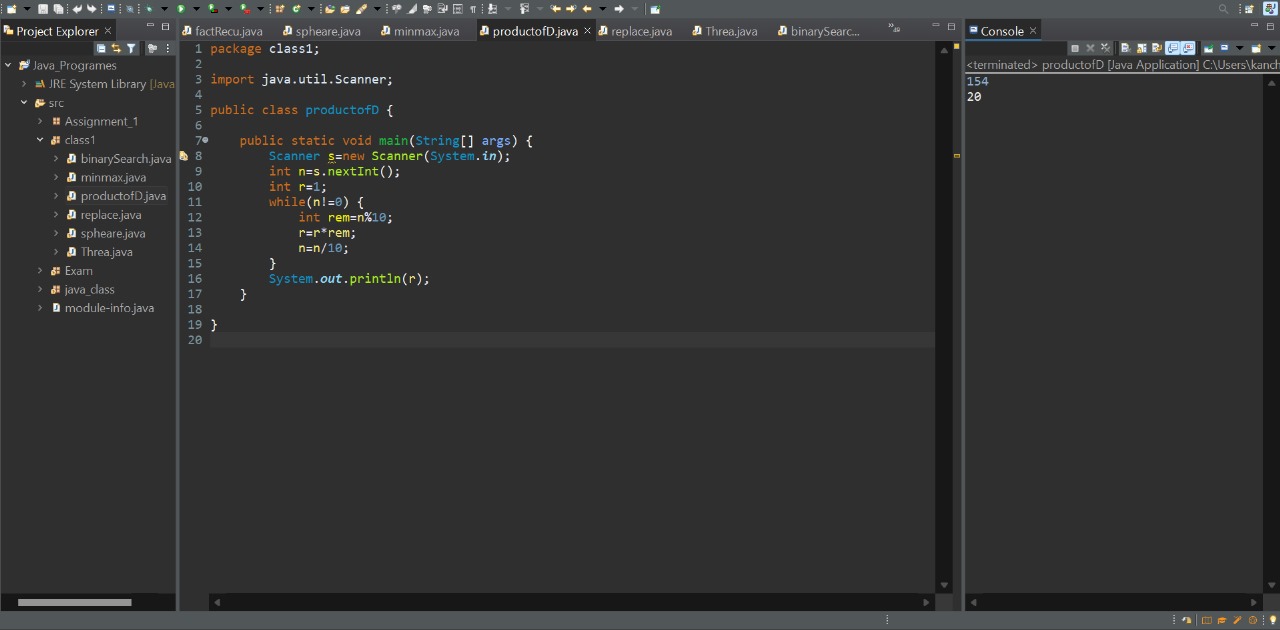 Project Explorer
Java_Programes
JRE System Library [Java
src
Assignment_1
class1
binarySearch.java
minmax.java
productofD.java
replace.java
spheare.java
Threa.java
Exam
java_class
module-info.java
factRecu.java spheare.java minmax.java productofD.java replace.java Threa.java binarySearc...
1 package class1;
2
3 import java.util.Scanner;
4
5 public class productofD {
6
7 public static void main(String[] args) {
8 Scanner s=new Scanner(System.in);
9 int n=s.nextInt();
10 int r=1;
11 while(n!=0) {
12 int rem=n%10;
13 r=r*rem;
14 n=n/10;
15 }
16 System.out.println(r);
17 }
18
19 }
20
Console
<terminated> productofD [Java Application] C:\Users\kanch
154
20